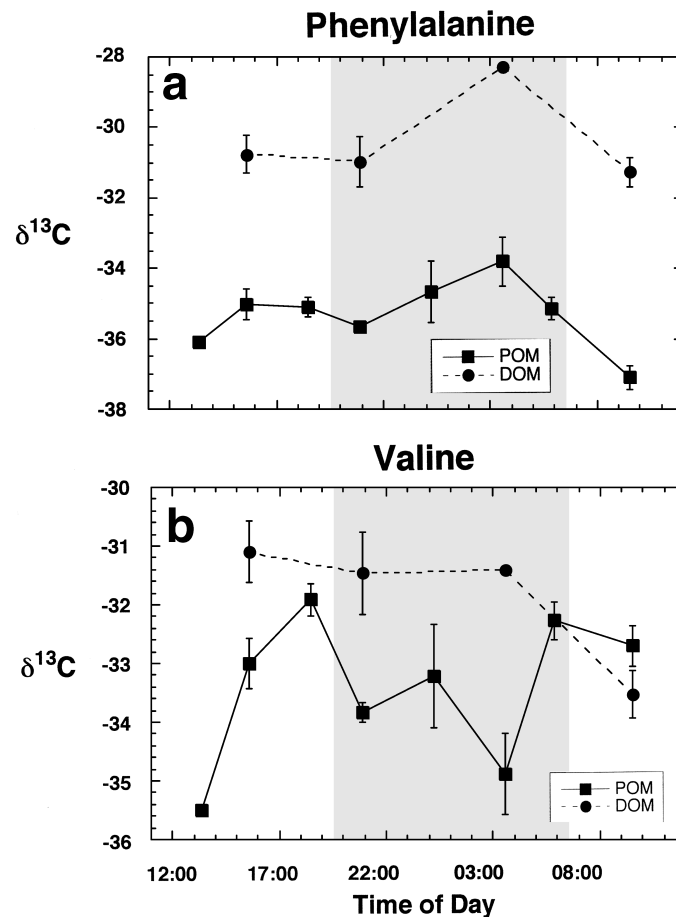 Phenylalanine
a
-28
-30
-32
-34
-36
-38
δ13C
POM
DOM
Valine
b
-30
-31
-32
-33
-34
-35
-36
δ13C
POM
DOM
12:00 17:00 22:00 03:00 08:00
Time of Day